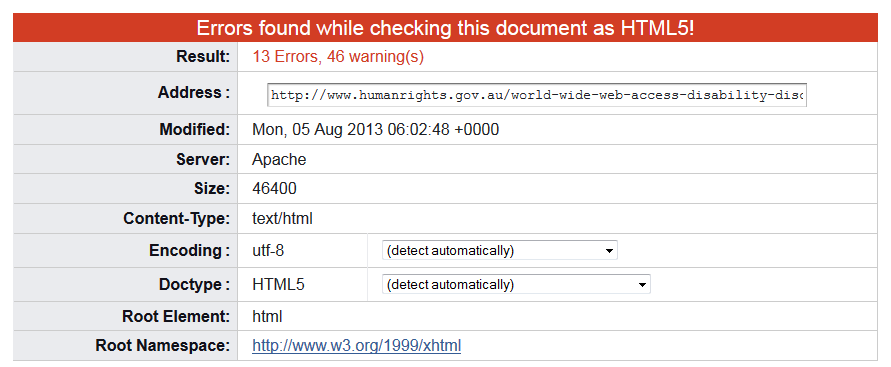 Errors found while checking this document as HTML5!
Result: 13 Errors, 46 warning(s)
Address : http://www.humanrights.gov.au/world-wide-web-access-disability-disc
Modified: Mon, 05 Aug 2013 06:02:48 +0000
Server: Apache
Size: 46400
Content-Type: text/html
Encoding : utf-8 (detect automatically)
Doctype : HTML5 (detect automatically)
Root Element: html
Root Namespace: http://www.w3.org/1999/xhtml